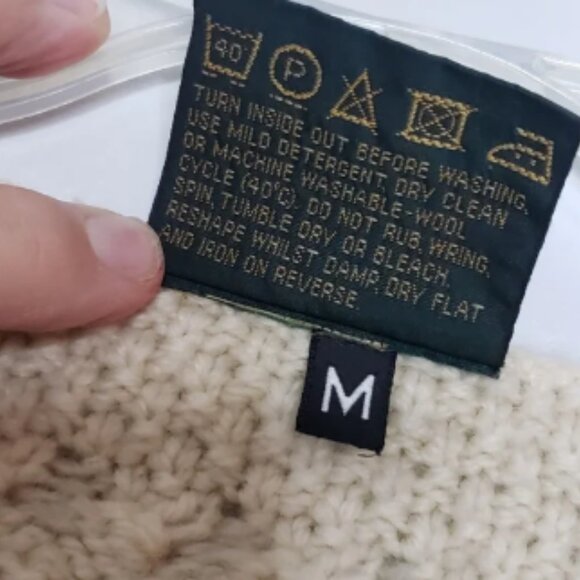 40°
P
TURN INSIDE OUT BEFORE WASHING.
USE MILD DETERGENT, DRY CLEAN
OR MACHINE WASHABLE-WOOL
CYCLE (40°C), DO NOT RUB, WRING,
SPIN, TUMBLE DRY OR BLEACH.
RESHAPE WHILST DAMP, DRY FLAT
AND IRON ON REVERSE.
M